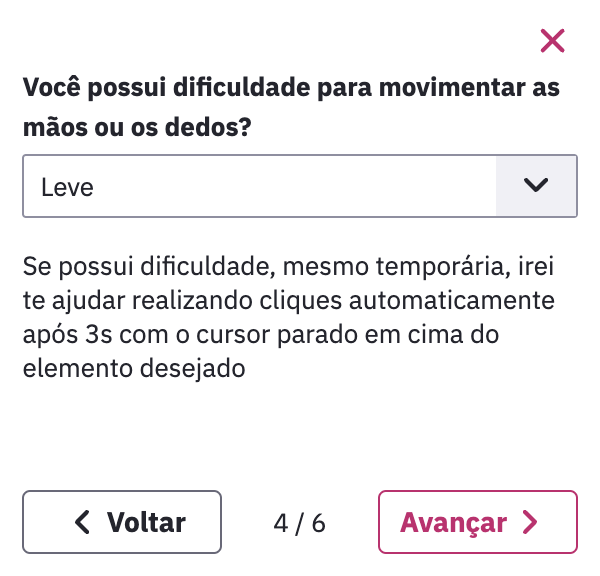 Você possui dificuldade para movimentar as
mãos ou os dedos?
Leve
Se possui dificuldade, mesmo temporária, irei
te ajudar realizando cliques automaticamente
após 3s com o cursor parado em cima do
elemento desejado
Voltar
4 / 6
Avançar